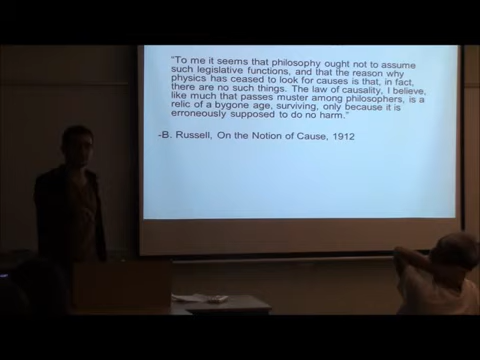 "To me it seems that philosophy ought not to assume
such legislative functions, and that the reason why
physics has ceased to look for causes is that, in fact,
there are no such things. The law of causality, I believe,
like much that passes muster among philosophers, is a
relic of a bygone age, surviving, only because it is
erroneously supposed to do no harm."
-B. Russell, On the Notion of Cause, 1912